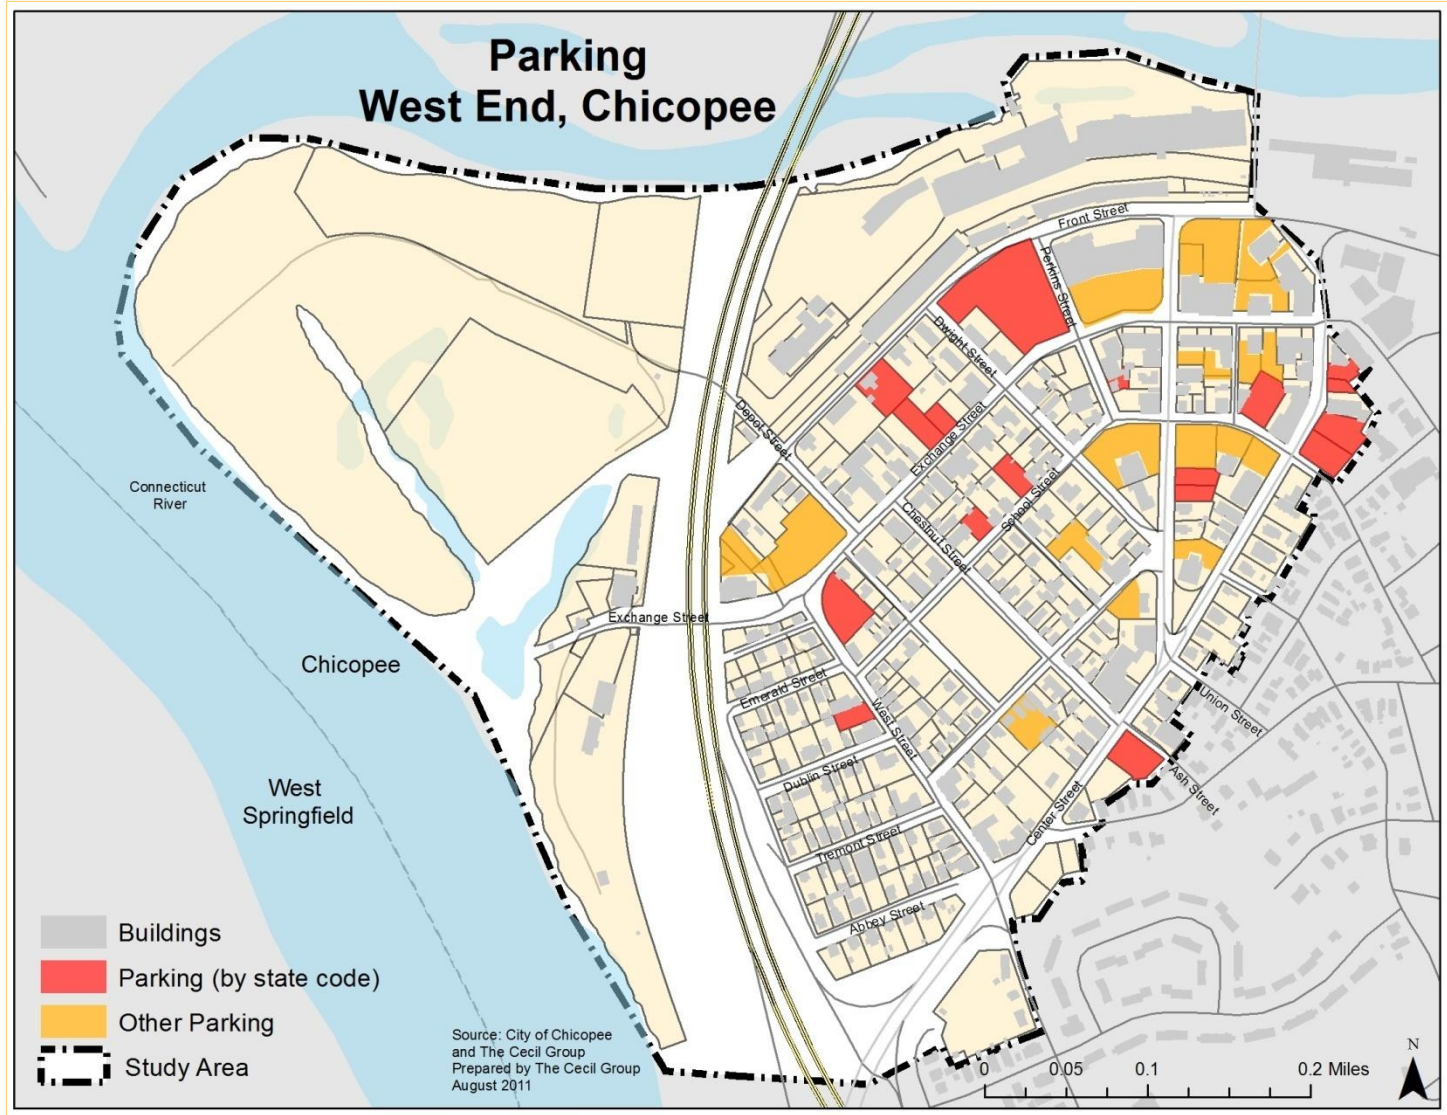 Parking
West End, Chicopee
Front Street
Perkins Street
Dwight Street
Depot Street
Exchange Street
School Street
Chestnut Street
Connecticut
River
Exchange Street
Chicopee
Emerald Street
West Street
Union Street
West
Springfield
Dublin Street
Ash Street
Center Street
Tremont Street
Abbey Street
Buildings
Parking (by state code)
Other Parking
Study Area
Source: City of Chicopee
and The Cecil Group
Prepared by The Cecil Group
August 2011
N
0 0.05 0.1 0.2 Miles